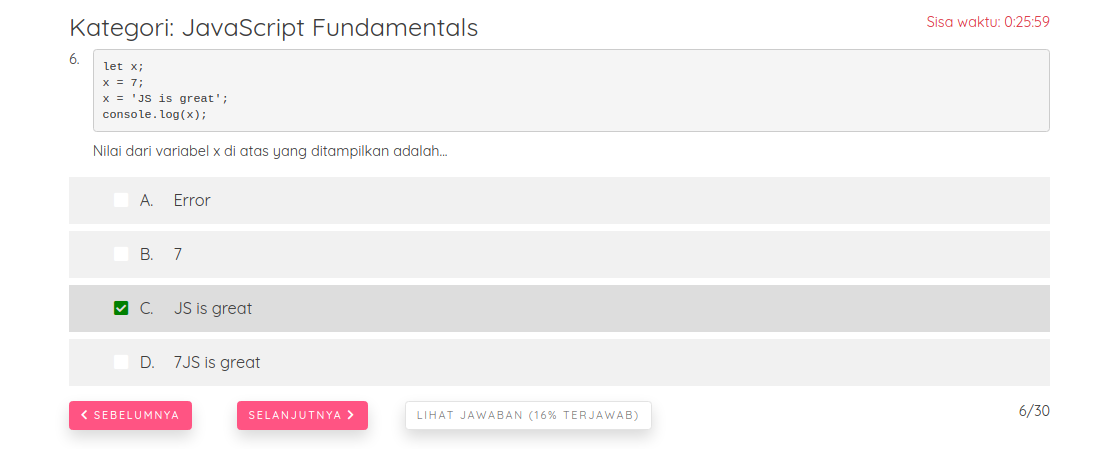 Kategori: JavaScript Fundamentals
Sisa waktu: 0:25:59
6.
let x;
x = 7;
x = 'JS is great';
console.log(x);
Nilai dari variabel x di atas yang ditampilkan adalah...
A. Error
B. 7
C. JS is great
D. 7JS is great
SEBELUMNYA
SELANJUTNYA
LIHAT JAWABAN (16% TERJAWAB)
6/30